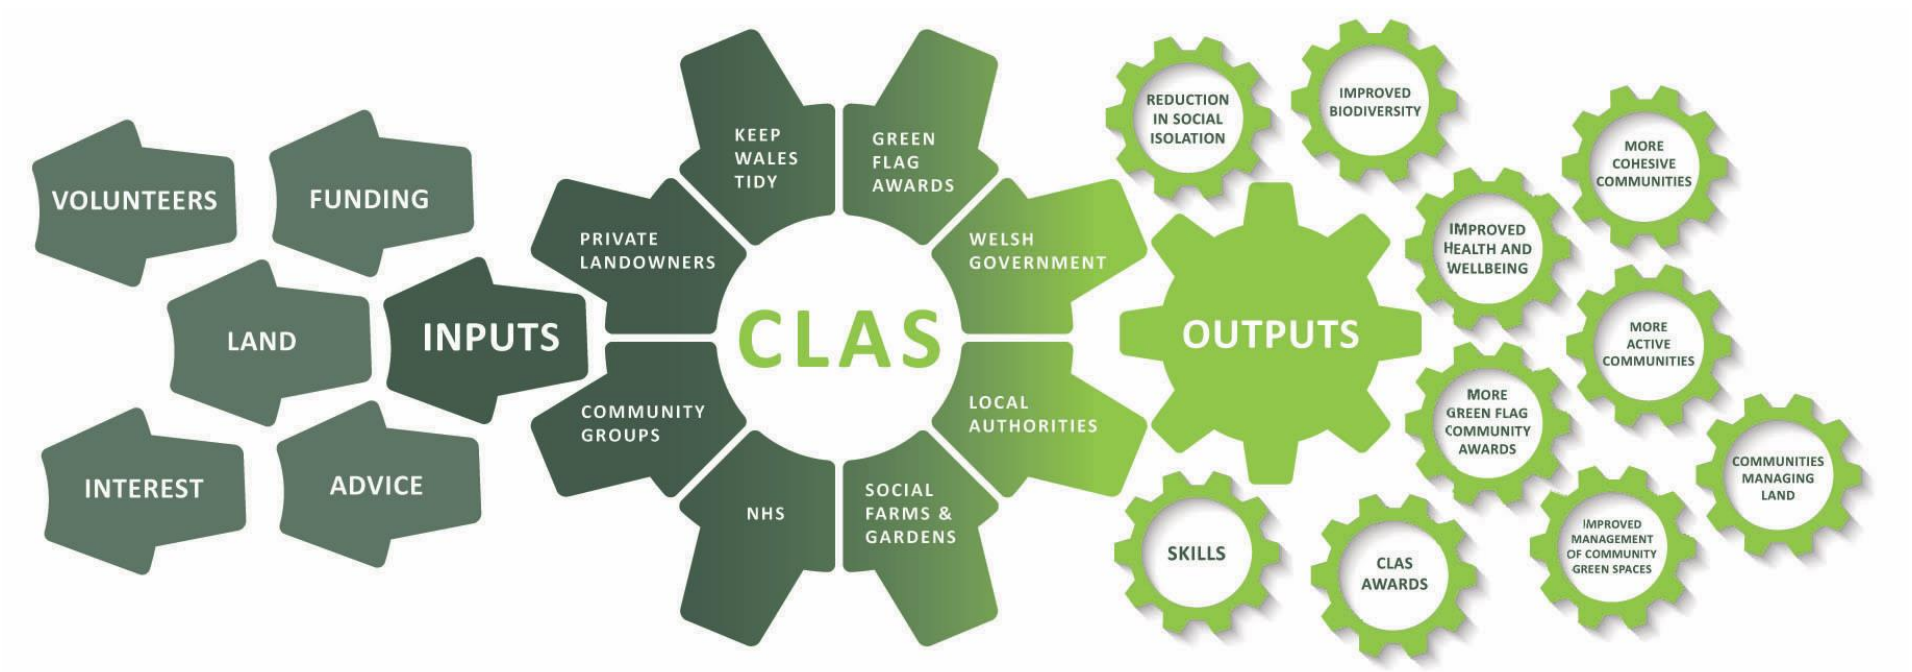 VOLUNTEERS
FUNDING
LAND
INPUTS
INTEREST
ADVICE
KEEP
WALES
TIDY
GREEN
FLAG
AWARDS
PRIVATE
LANDOWNERS
WELSH
GOVERNMENT
CLAS
COMMUNITY
GROUPS
LOCAL
AUTHORITIES
NHS
SOCIAL
FARMS &
GARDENS
OUTPUTS
REDUCTION
IN SOCIAL
ISOLATION
IMPROVED
BIODIVERSITY
MORE
COHESIVE
COMMUNITIES
IMPROVED
HEALTH AND
WELLBEING
MORE
ACTIVE
COMMUNITIES
MORE
GREEN FLAG
COMMUNITY
AWARDS
COMMUNITIES
MANAGING
LAND
SKILLS
CLAS
AWARDS
IMPROVED
MANAGEMENT
OF COMMUNITY
GREEN SPACES